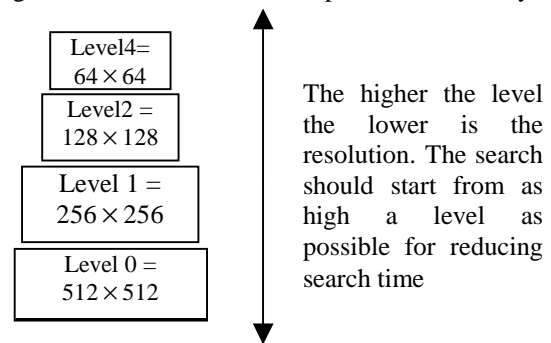 Level4=
64×64
Level2 =
128×128
Level 1 =
256×256
Level 0 =
512×512
The higher the level
the lower is the
resolution. The search
should start from as
high a level as
possible for reducing
search time